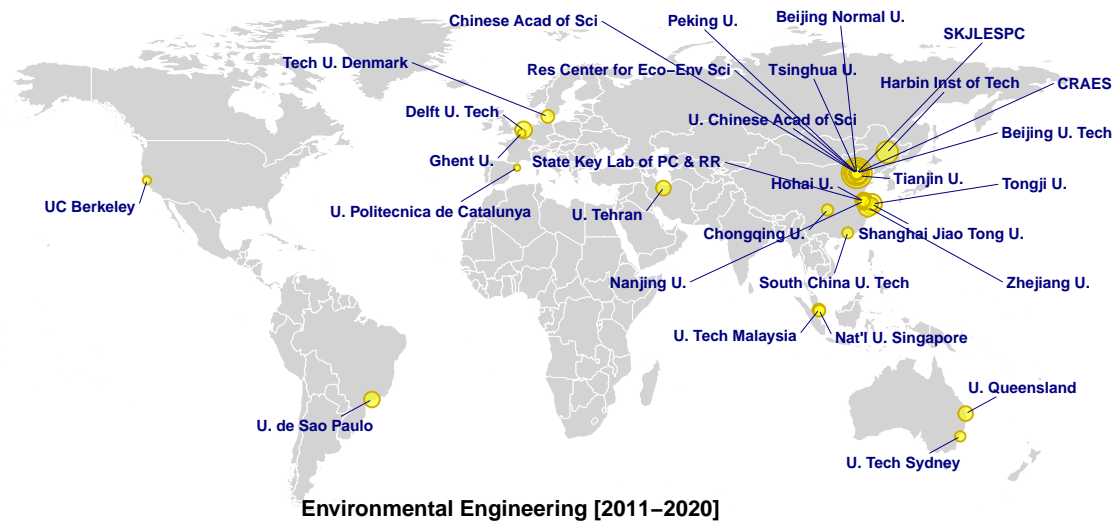 Chinese Acad of Sci
Peking U.
Beijing Normal U.
SKJLESPC
Tech U. Denmark
Res Center for Eco−Env Sci
Tsinghua U.
Harbin Inst of Tech
CRAES
Delft U. Tech
U. Chinese Acad of Sci
Beijing U. Tech
Ghent U.
State Key Lab of PC & RR
Tianjin U.
UC Berkeley
U. Politecnica de Catalunya
U. Tehran
Hohai U.
Tongji U.
Chongqing U.
Shanghai Jiao Tong U.
Nanjing U.
South China U. Tech
Zhejiang U.
U. Tech Malaysia
Nat'l U. Singapore
U. Queensland
U. de Sao Paulo
U. Tech Sydney
Environmental Engineering [2011−2020]